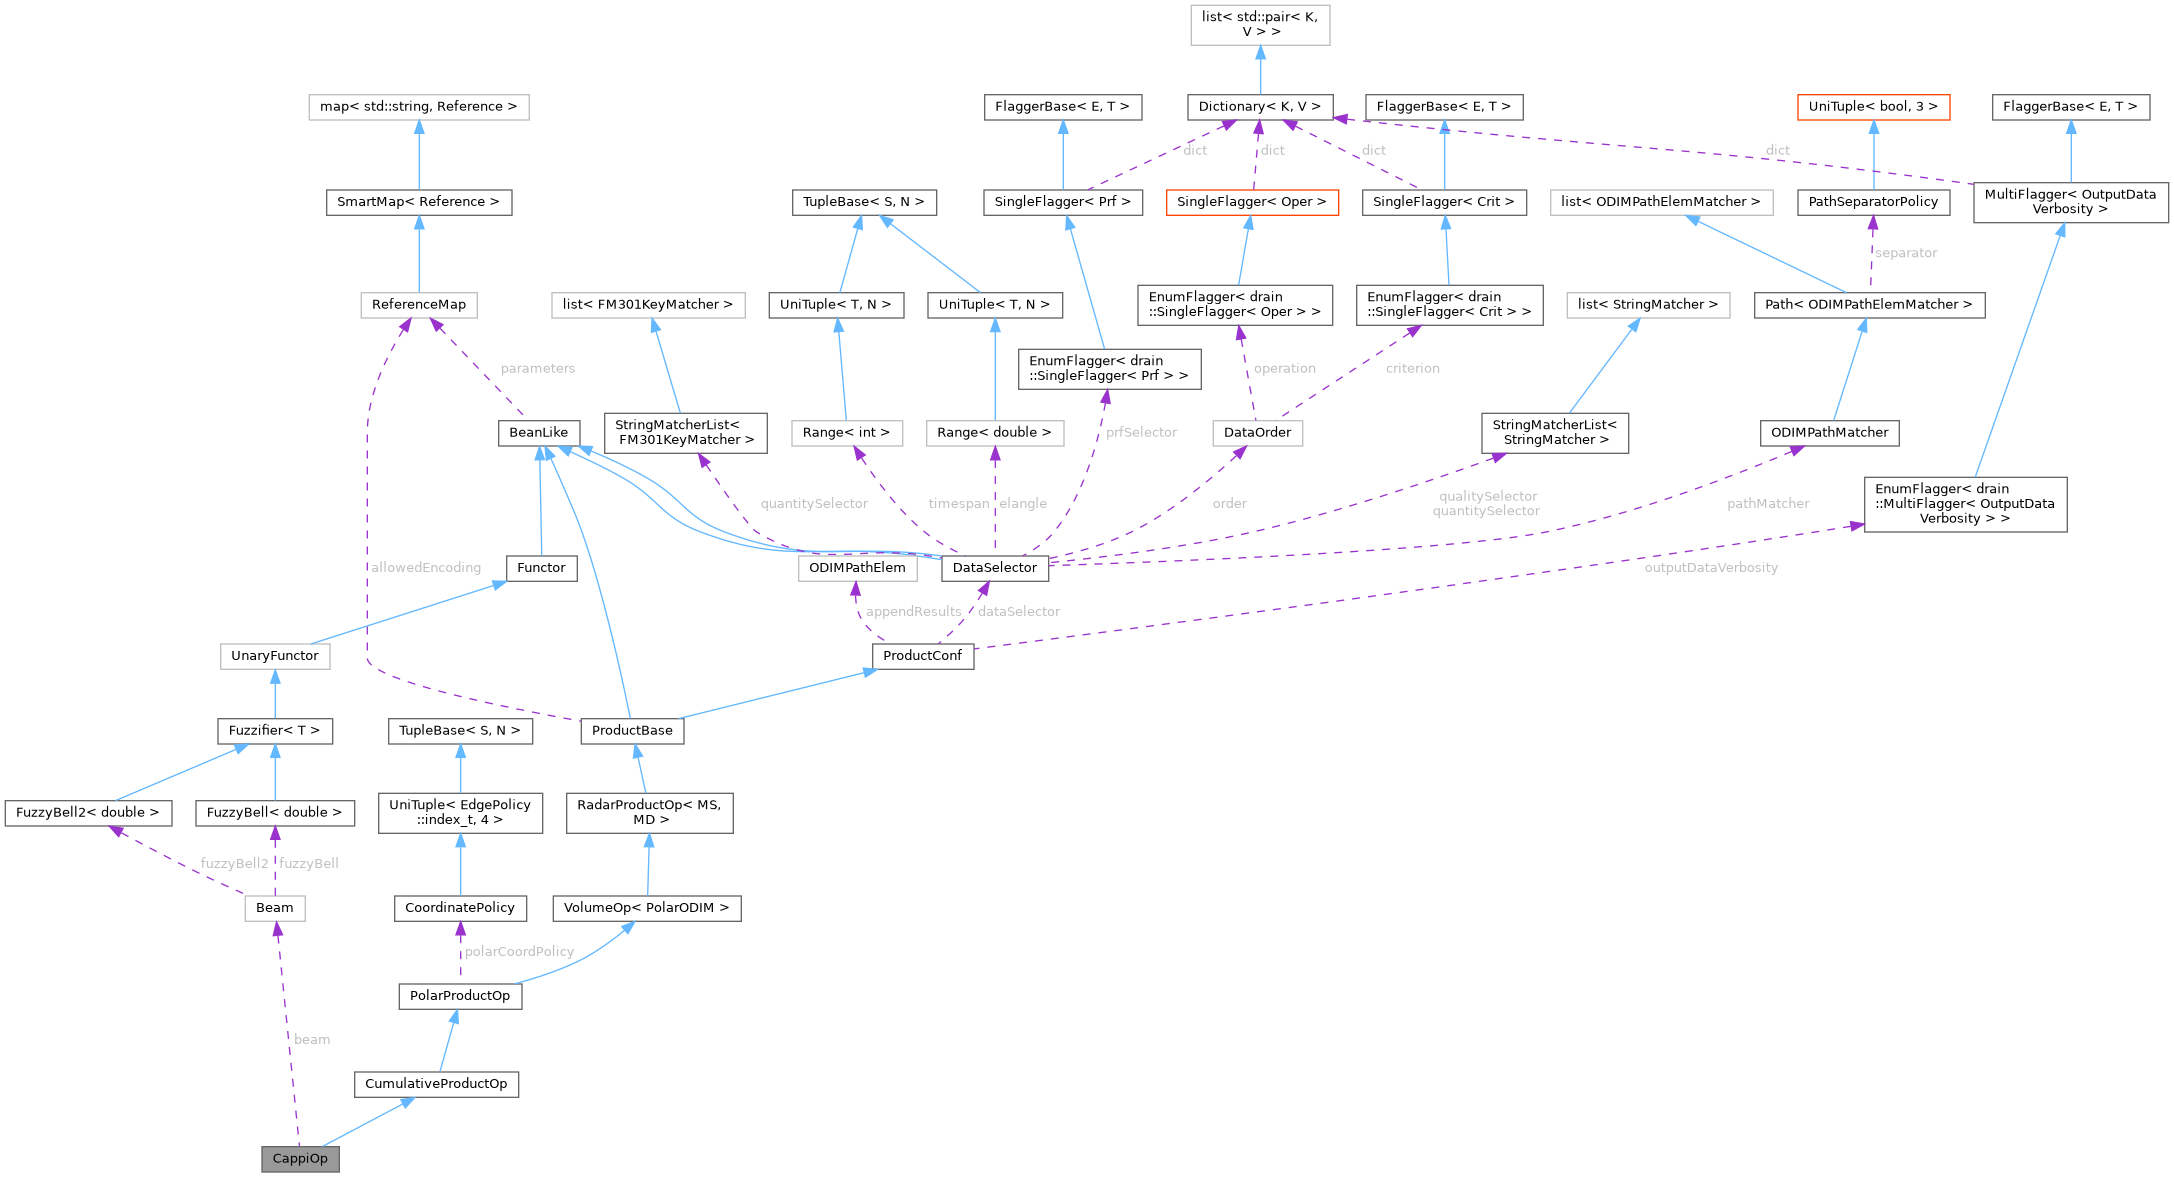 list< std::pair< K,
V > >
map< std::string, Reference >
FlaggerBase< E, T >
Dictionary< K, V >
FlaggerBase< E, T >
UniTuple< bool, 3 >
FlaggerBase< E, T >
dict
dict
dict
dict
SmartMap< Reference >
TupleBase< S, N >
SingleFlagger< Prf >
SingleFlagger< Oper >
SingleFlagger< Crit >
list< ODIMPathElemMatcher >
PathSeparatorPolicy
MultiFlagger< OutputData
Verbosity >
separator
ReferenceMap
list< FM301KeyMatcher >
UniTuple< T, N >
UniTuple< T, N >
EnumFlagger< drain
::SingleFlagger< Oper > >
EnumFlagger< drain
::SingleFlagger< Crit > >
list< StringMatcher >
Path< ODIMPathElemMatcher >
parameters
EnumFlagger< drain
::SingleFlagger< Prf > >
operation
criterion
BeanLike
StringMatcherList<
FM301KeyMatcher >
Range< int >
Range< double >
prfSelector
DataOrder
StringMatcherList<
StringMatcher >
ODIMPathMatcher
quantitySelector
timespan
elangle
order
qualitySelector
quantitySelector
pathMatcher
EnumFlagger< drain
::MultiFlagger< OutputData
Verbosity > >
allowedEncoding
Functor
ODIMPathElem
DataSelector
outputDataVerbosity
appendResults
dataSelector
UnaryFunctor
ProductConf
Fuzzifier< T >
TupleBase< S, N >
ProductBase
FuzzyBell2< double >
FuzzyBell< double >
UniTuple< EdgePolicy
::index_t, 4 >
RadarProductOp< MS,
MD >
fuzzyBell2
fuzzyBell
Beam
CoordinatePolicy
VolumeOp< PolarODIM >
polarCoordPolicy
PolarProductOp
beam
CumulativeProductOp
CappiOp